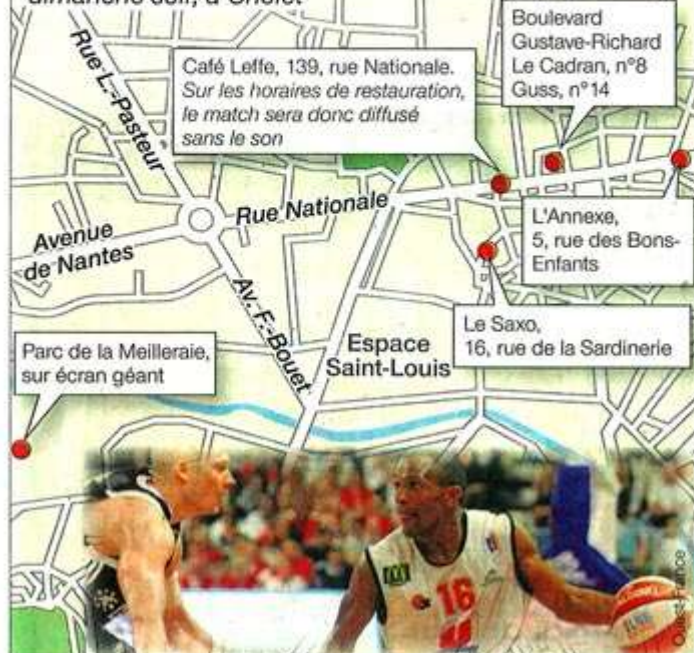 dimanche soir, à Cholet
Boulevard
Gustave-Richard
Le Cadran, n°8
Guss, n°14
Café Leffe, 139, rue Nationale.
Sur les horaires de restauration,
le match sera donc diffusé
sans le son
Rue L.-Pasteur
Rue Nationale
Avenue
de Nantes
L'Annexe,
5, rue des Bons-
Enfants
Av. F.-Bouet
Le Saxo,
16, rue de la Sardinerie
Espace
Saint-Louis
Parc de la Meilleraie,
sur écran géant
16
Ouest-France